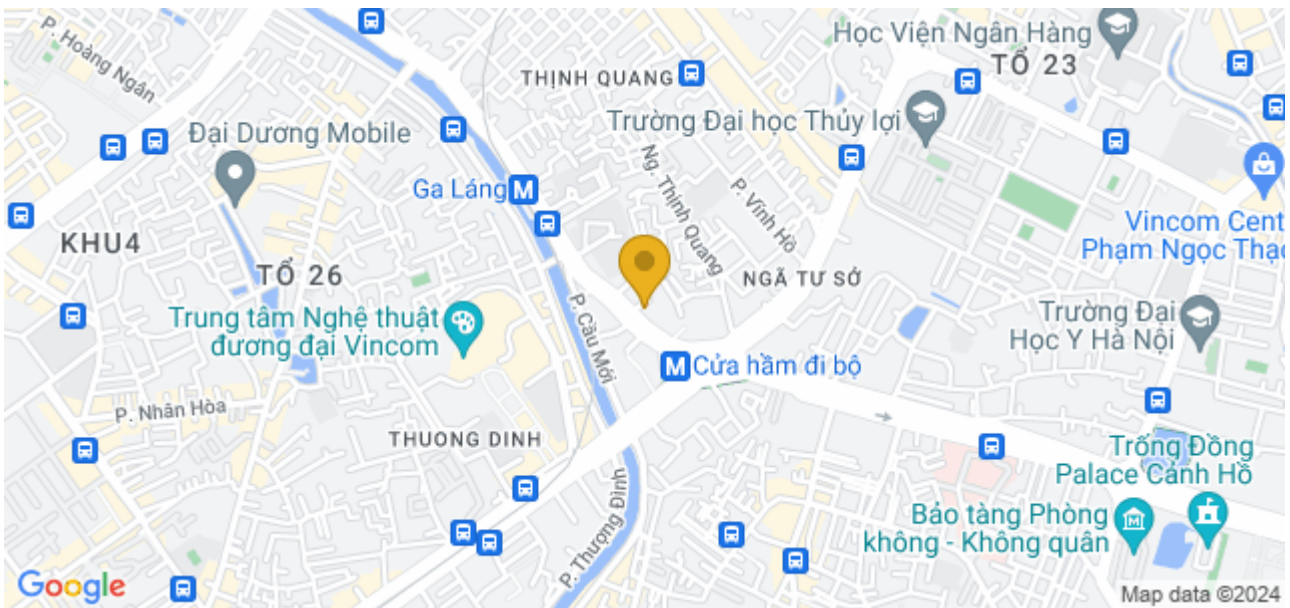 P. Hoàng Ngân
Học Viện Ngân Hàng
TỔ 23
THỊNH QUANG
Đại Dương Mobile
Trường Đại học Thủy lợi
Ng. Thịnh Quang
P. Vĩnh Hồ
Ga Láng
M
Vincom Cent
Phạm Ngọc Thạc
KHU4
TỔ 26
NGÃ TƯ SỞ
Trung tâm Nghệ thuật
đương đại Vincom
P. Cầu Mới
Trường Đại
Học Y Hà Nội
M
Cửa hầm đi bộ
P. Nhân Hòa
THUONG DINH
Trống Đồng
Palace Cảnh Hồ
P. Thượng Đình
Bảo tàng Phòng
không - Không quân
Google
Map data ©2024